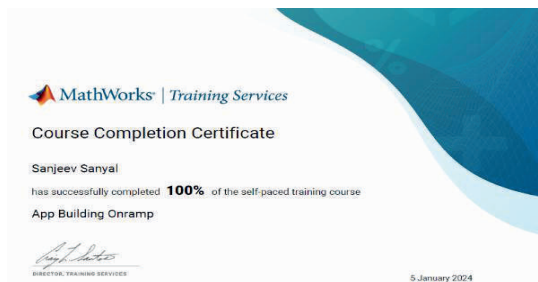 MathWorks® | Training Services
Course Completion Certificate
Sanjeev Sanyal
has successfully completed 100% of the self-paced training course
App Building Onramp
DIRECTOR, TRAINING SERVICES
5 January 2024